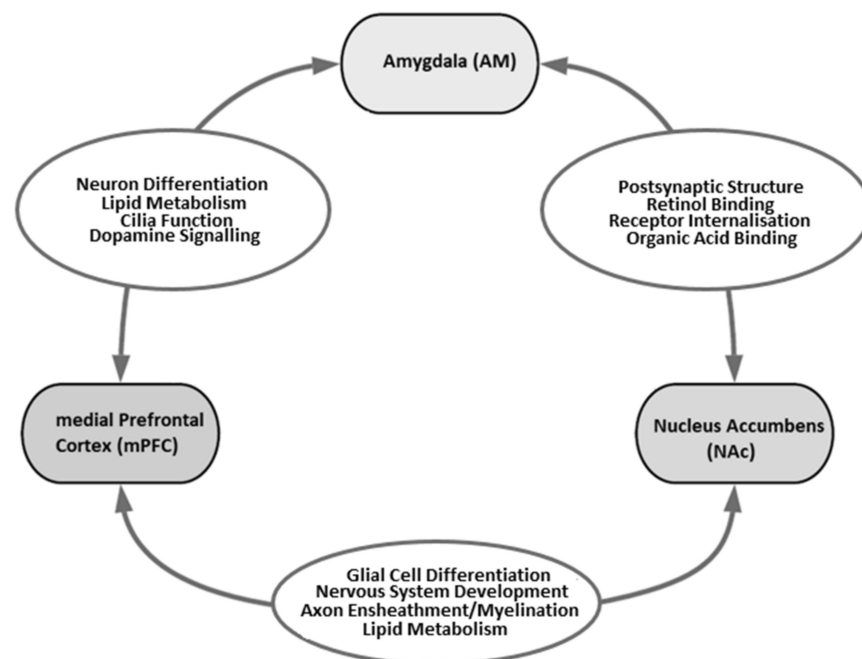 Amygdala (AM)
Neuron Differentiation
Lipid Metabolism
Cilia Function
Dopamine Signalling
Postsynaptic Structure
Retinol Binding
Receptor Internalisation
Organic Acid Binding
medial Prefrontal
Cortex (mPFC)
Nucleus Accumbens
(NAc)
Glial Cell Differentiation
Nervous System Development
Axon Ensheathment/Myelination
Lipid Metabolism